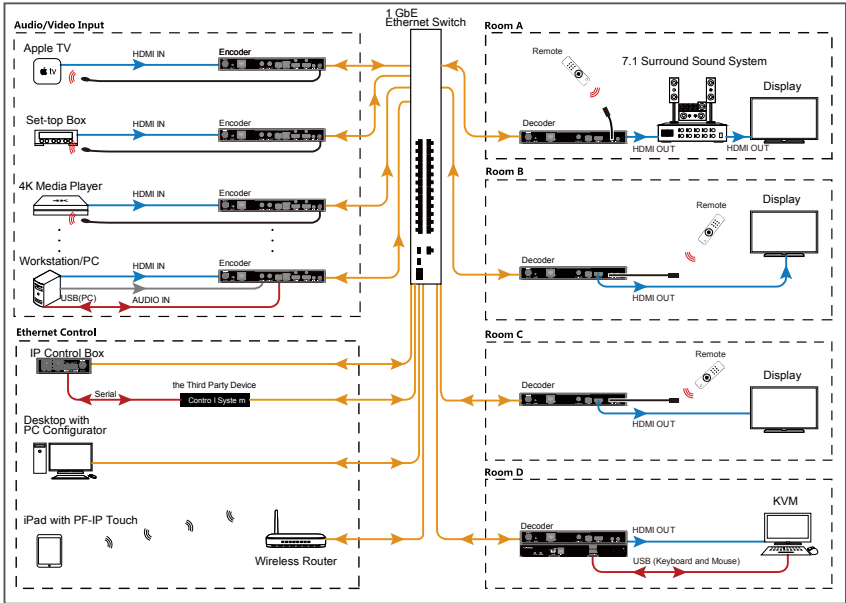 1 GbE
Ethernet Switch
Audio/Video Input
Apple TV
HDMI IN
Encoder
tv
Set-top Box
HDMI IN
Encoder
4K Media Player
HDMI IN
Encoder
Workstation/PC
HDMI IN
Encoder
USB(PC)
AUDIO IN
Ethernet Control
IP Control Box
Serial
the Third Party Device
Contro l Syste m
Desktop with
PC Configurator
iPad with PF-IP Touch
Wireless Router
Room A
Remote
7.1 Surround Sound System
Display
Decoder
HDMI OUT
HDMI OUT
Room B
Remote
Display
Decoder
HDMI OUT
Room C
Remote
Display
Decoder
HDMI OUT
Room D
KVM
Decoder
HDMI OUT
USB (Keyboard and Mouse)